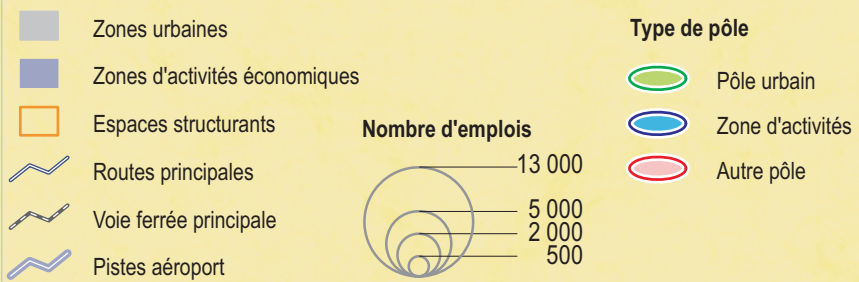 Zones urbaines
Zones d'activités économiques
Espaces structurants
Routes principales
Voie ferrée principale
Pistes aéroport
Nombre d'emplois
13 000
5 000
2 000
500
Type de pôle
Pôle urbain
Zone d'activités
Autre pôle